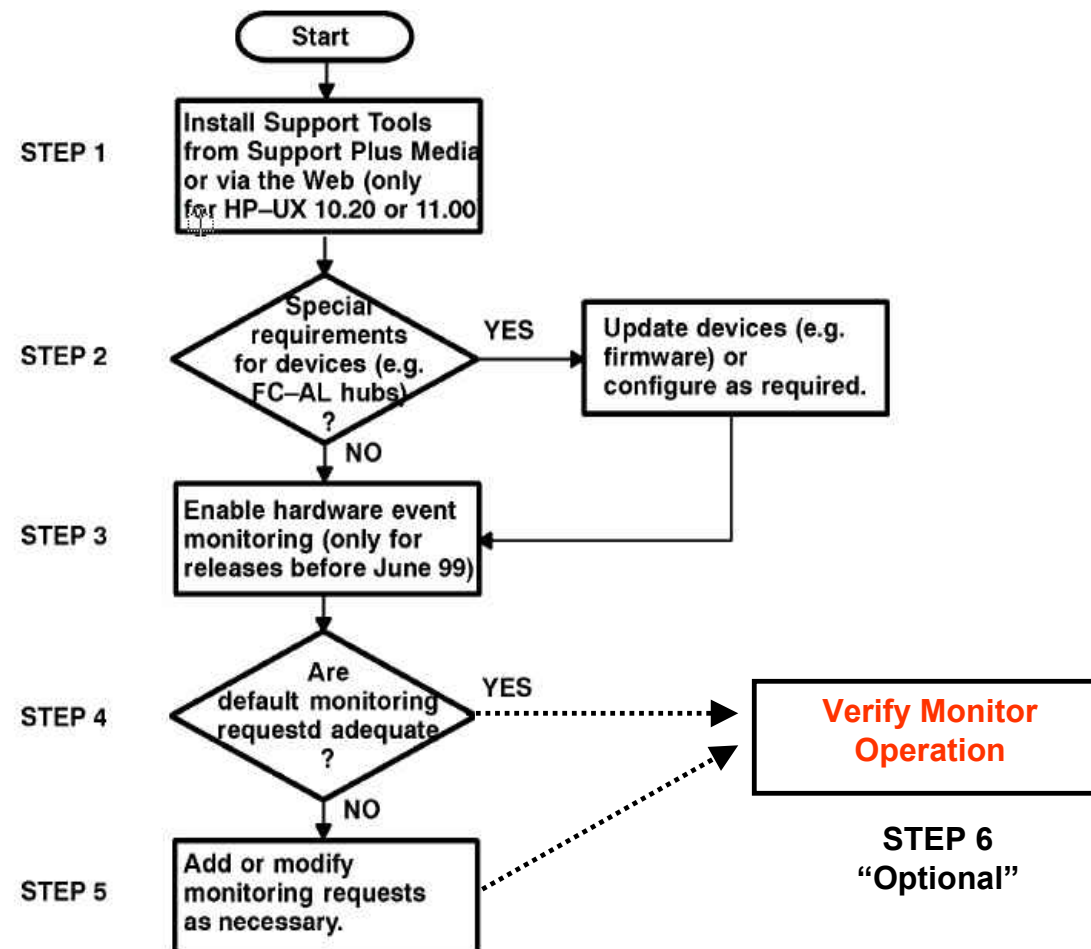 Start
STEP 1
Install Support Tools
from Support Plus Media
or via the Web (only
for HP–UX 10.20 or 11.00
STEP 2
Special
requirements
for devices (e.g.
FC–AL hubs)
?
YES
Update devices (e.g.
firmware) or
configure as required.
NO
STEP 3
Enable hardware event
monitoring (only for
releases before June 99)
STEP 4
Are
default monitoring
requestd adequate
?
YES
Verify Monitor
Operation
NO
STEP 6
“Optional”
STEP 5
Add or modify
monitoring requests
as necessary.